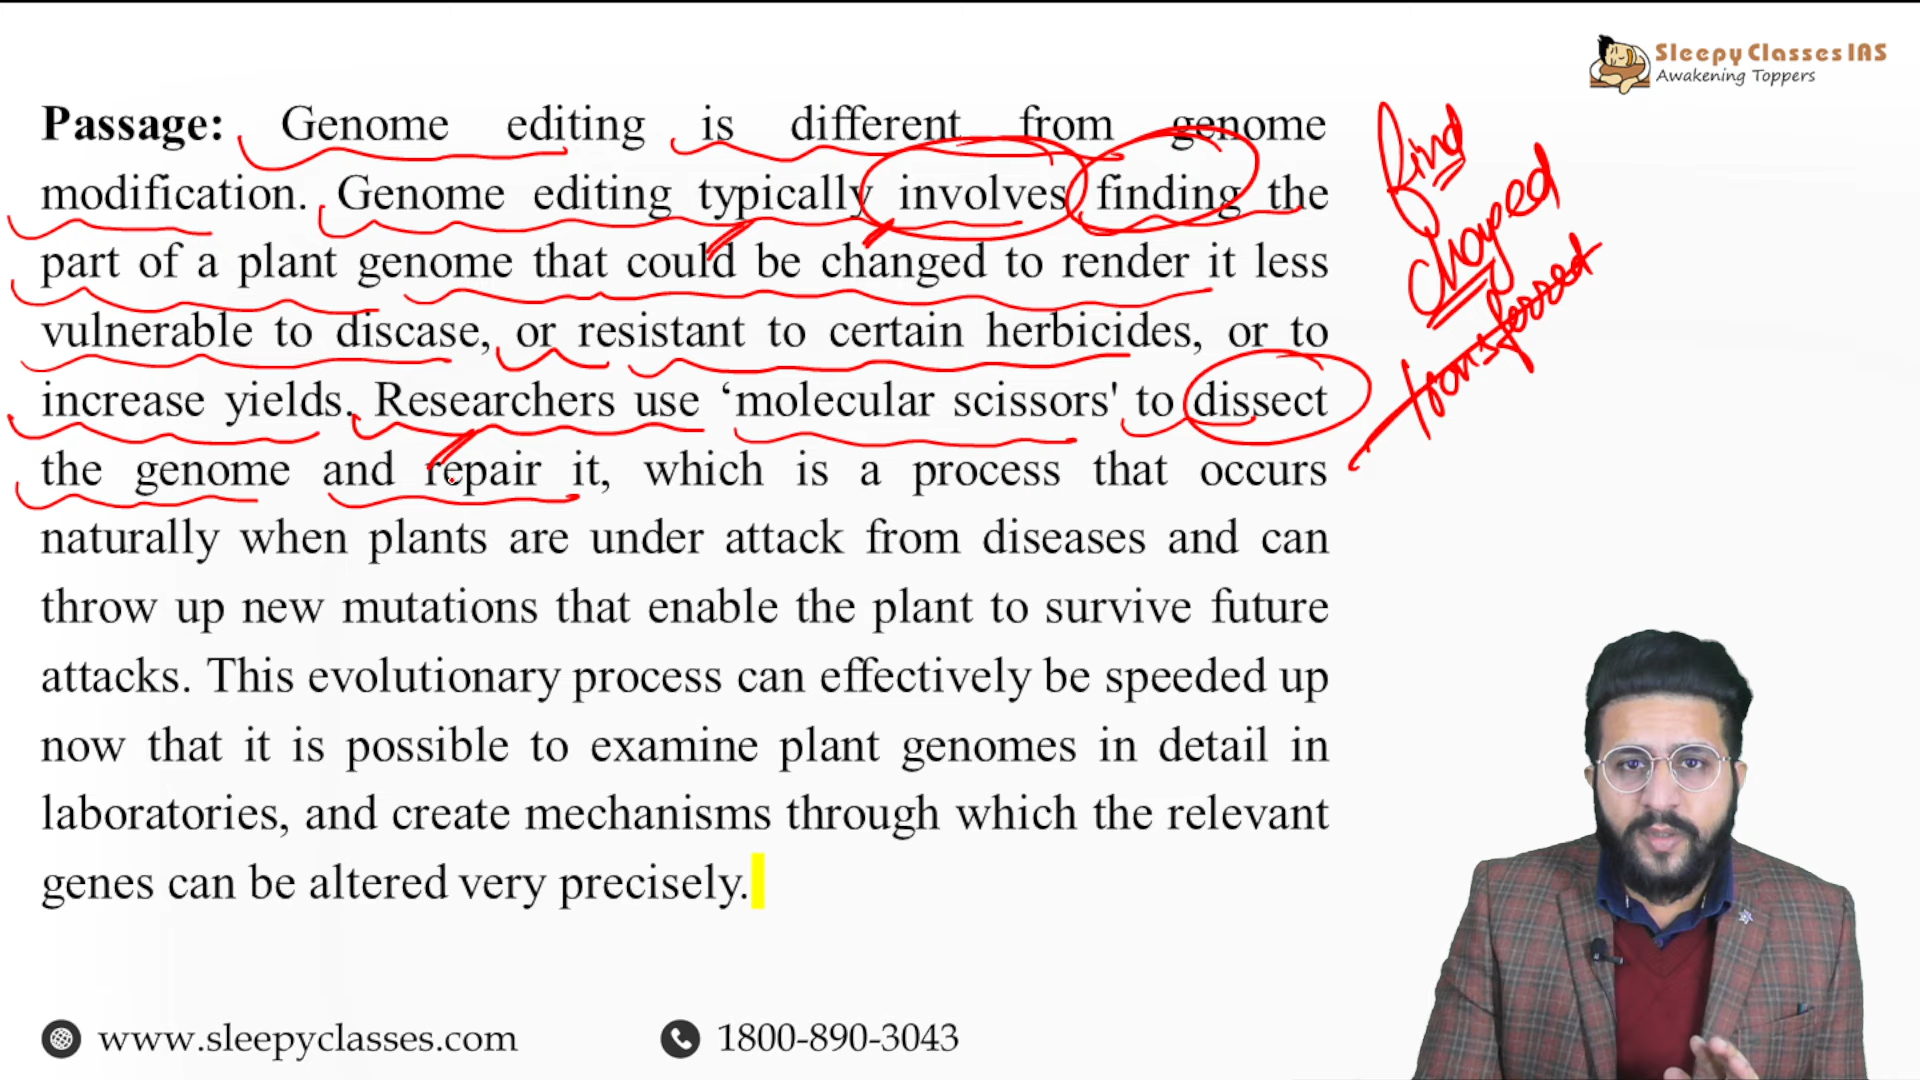 Sleepy Classes IAS
Awakening Toppers
Passage: Genome editing is different from genome
modification. Genome editing typically involves finding the
part of a plant genome that could be changed to render it less
vulnerable to discase, or resistant to certain herbicides, or to
increase yields. Researchers use ‘molecular scissors' to dissect
the genome and repair it, which is a process that occurs
naturally when plants are under attack from diseases and can
throw up new mutations that enable the plant to survive future
attacks. This evolutionary process can effectively be speeded up
now that it is possible to examine plant genomes in detail in
laboratories, and create mechanisms through which the relevant
genes can be altered very precisely.
find
www.sleepyclasses.com
1800-890-3043